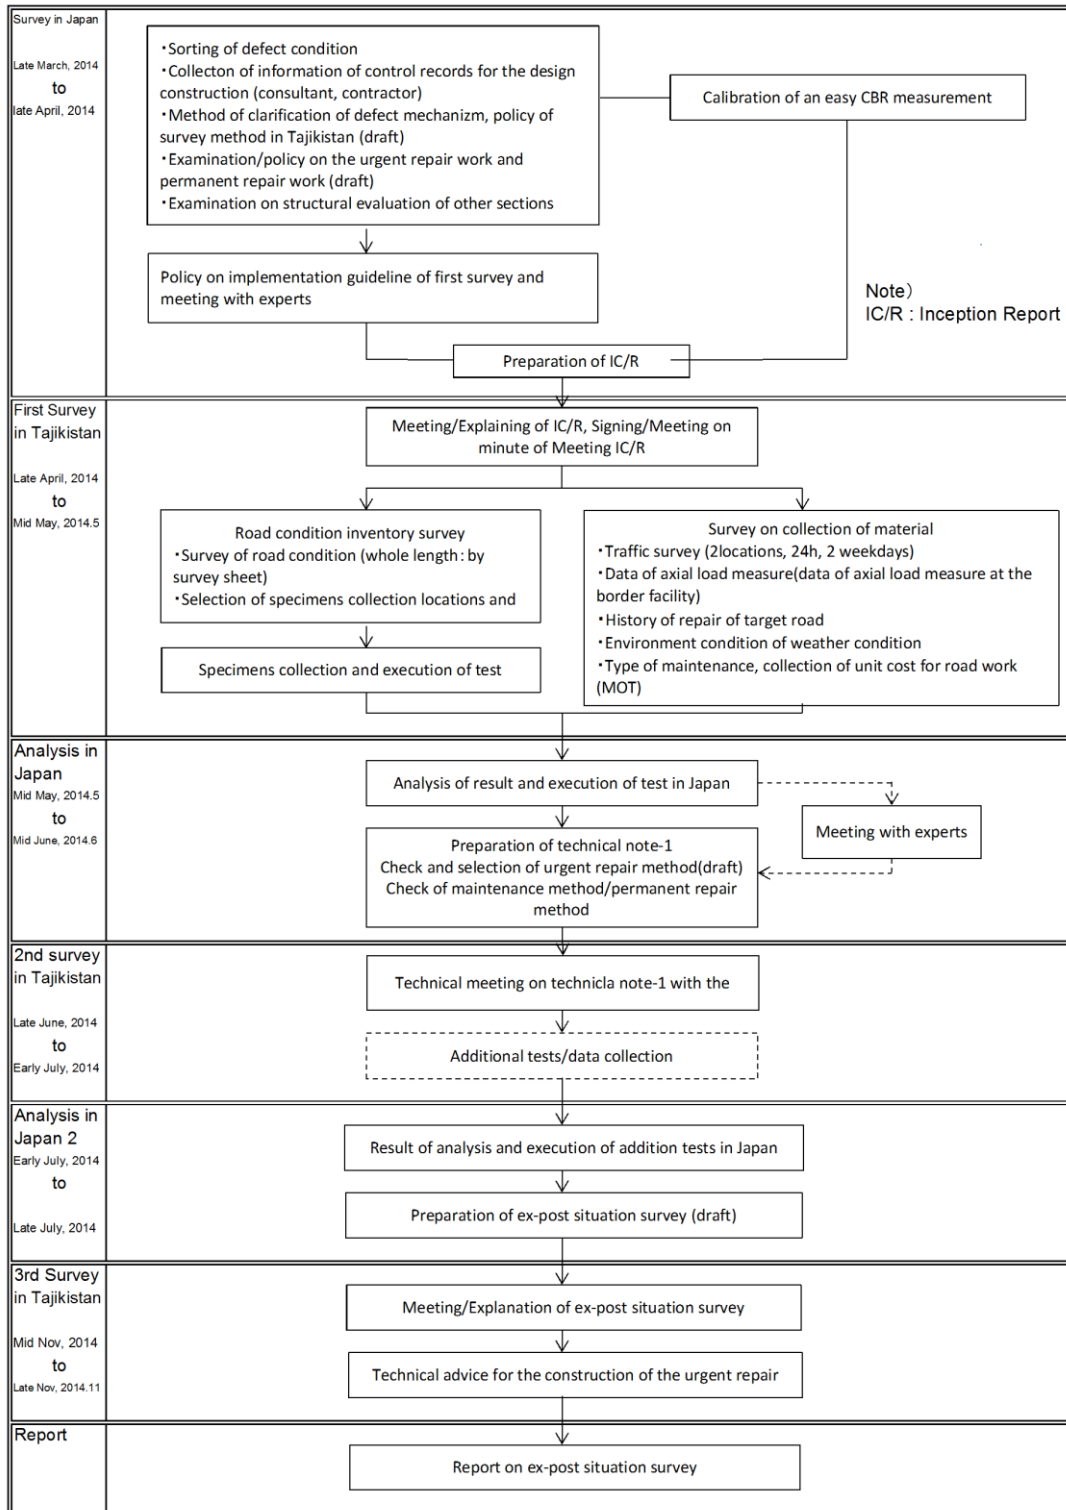 Survey in Japan
Late March, 2014
to
late April, 2014
・Sorting of defect condition
・Collecton of information of control records for the design
construction (consultant, contractor)
・Method of clarification of defect mechanizm, policy of
survey method in Tajikistan (draft)
・Examination/policy on the urgent repair work and
permanent repair work (draft)
・Examination on structural evaluation of other sections
Calibration of an easy CBR measurement
Policy on implementation guideline of first survey and
meeting with experts
Note）
IC/R : Inception Report
Preparation of IC/R
First Survey
in Tajikistan
Late April, 2014
to
Mid May, 2014.5
Meeting/Explaining of IC/R, Signing/Meeting on
minute of Meeting IC/R
Road condition inventory survey
・Survey of road condition (whole length：by
survey sheet)
・Selection of specimens collection locations and
Specimens collection and execution of test
Survey on collection of material
・Traffic survey (2locations, 24h, 2 weekdays)
・Data of axial load measure(data of axial load measure at the
border facility)
・History of repair of target road
・Environment condition of weather condition
・Type of maintenance, collection of unit cost for road work
(MOT)
Analysis in
Japan
Mid May, 2014.5
to
Mid June, 2014.6
Analysis of result and execution of test in Japan
Meeting with experts
Preparation of technical note-1
Check and selection of urgent repair method(draft)
Check of maintenance method/permanent repair
method
2nd survey
in Tajikistan
Late June, 2014
to
Early July, 2014
Technical meeting on technicla note-1 with the
Additional tests/data collection
Analysis in
Japan 2
Early July, 2014
to
Late July, 2014
Result of analysis and execution of addition tests in Japan
Preparation of ex-post situation survey (draft)
3rd Survey
in Tajikistan
Mid Nov, 2014
to
Late Nov, 2014.11
Meeting/Explanation of ex-post situation survey
Technical advice for the construction of the urgent repair
Report
Report on ex-post situation survey